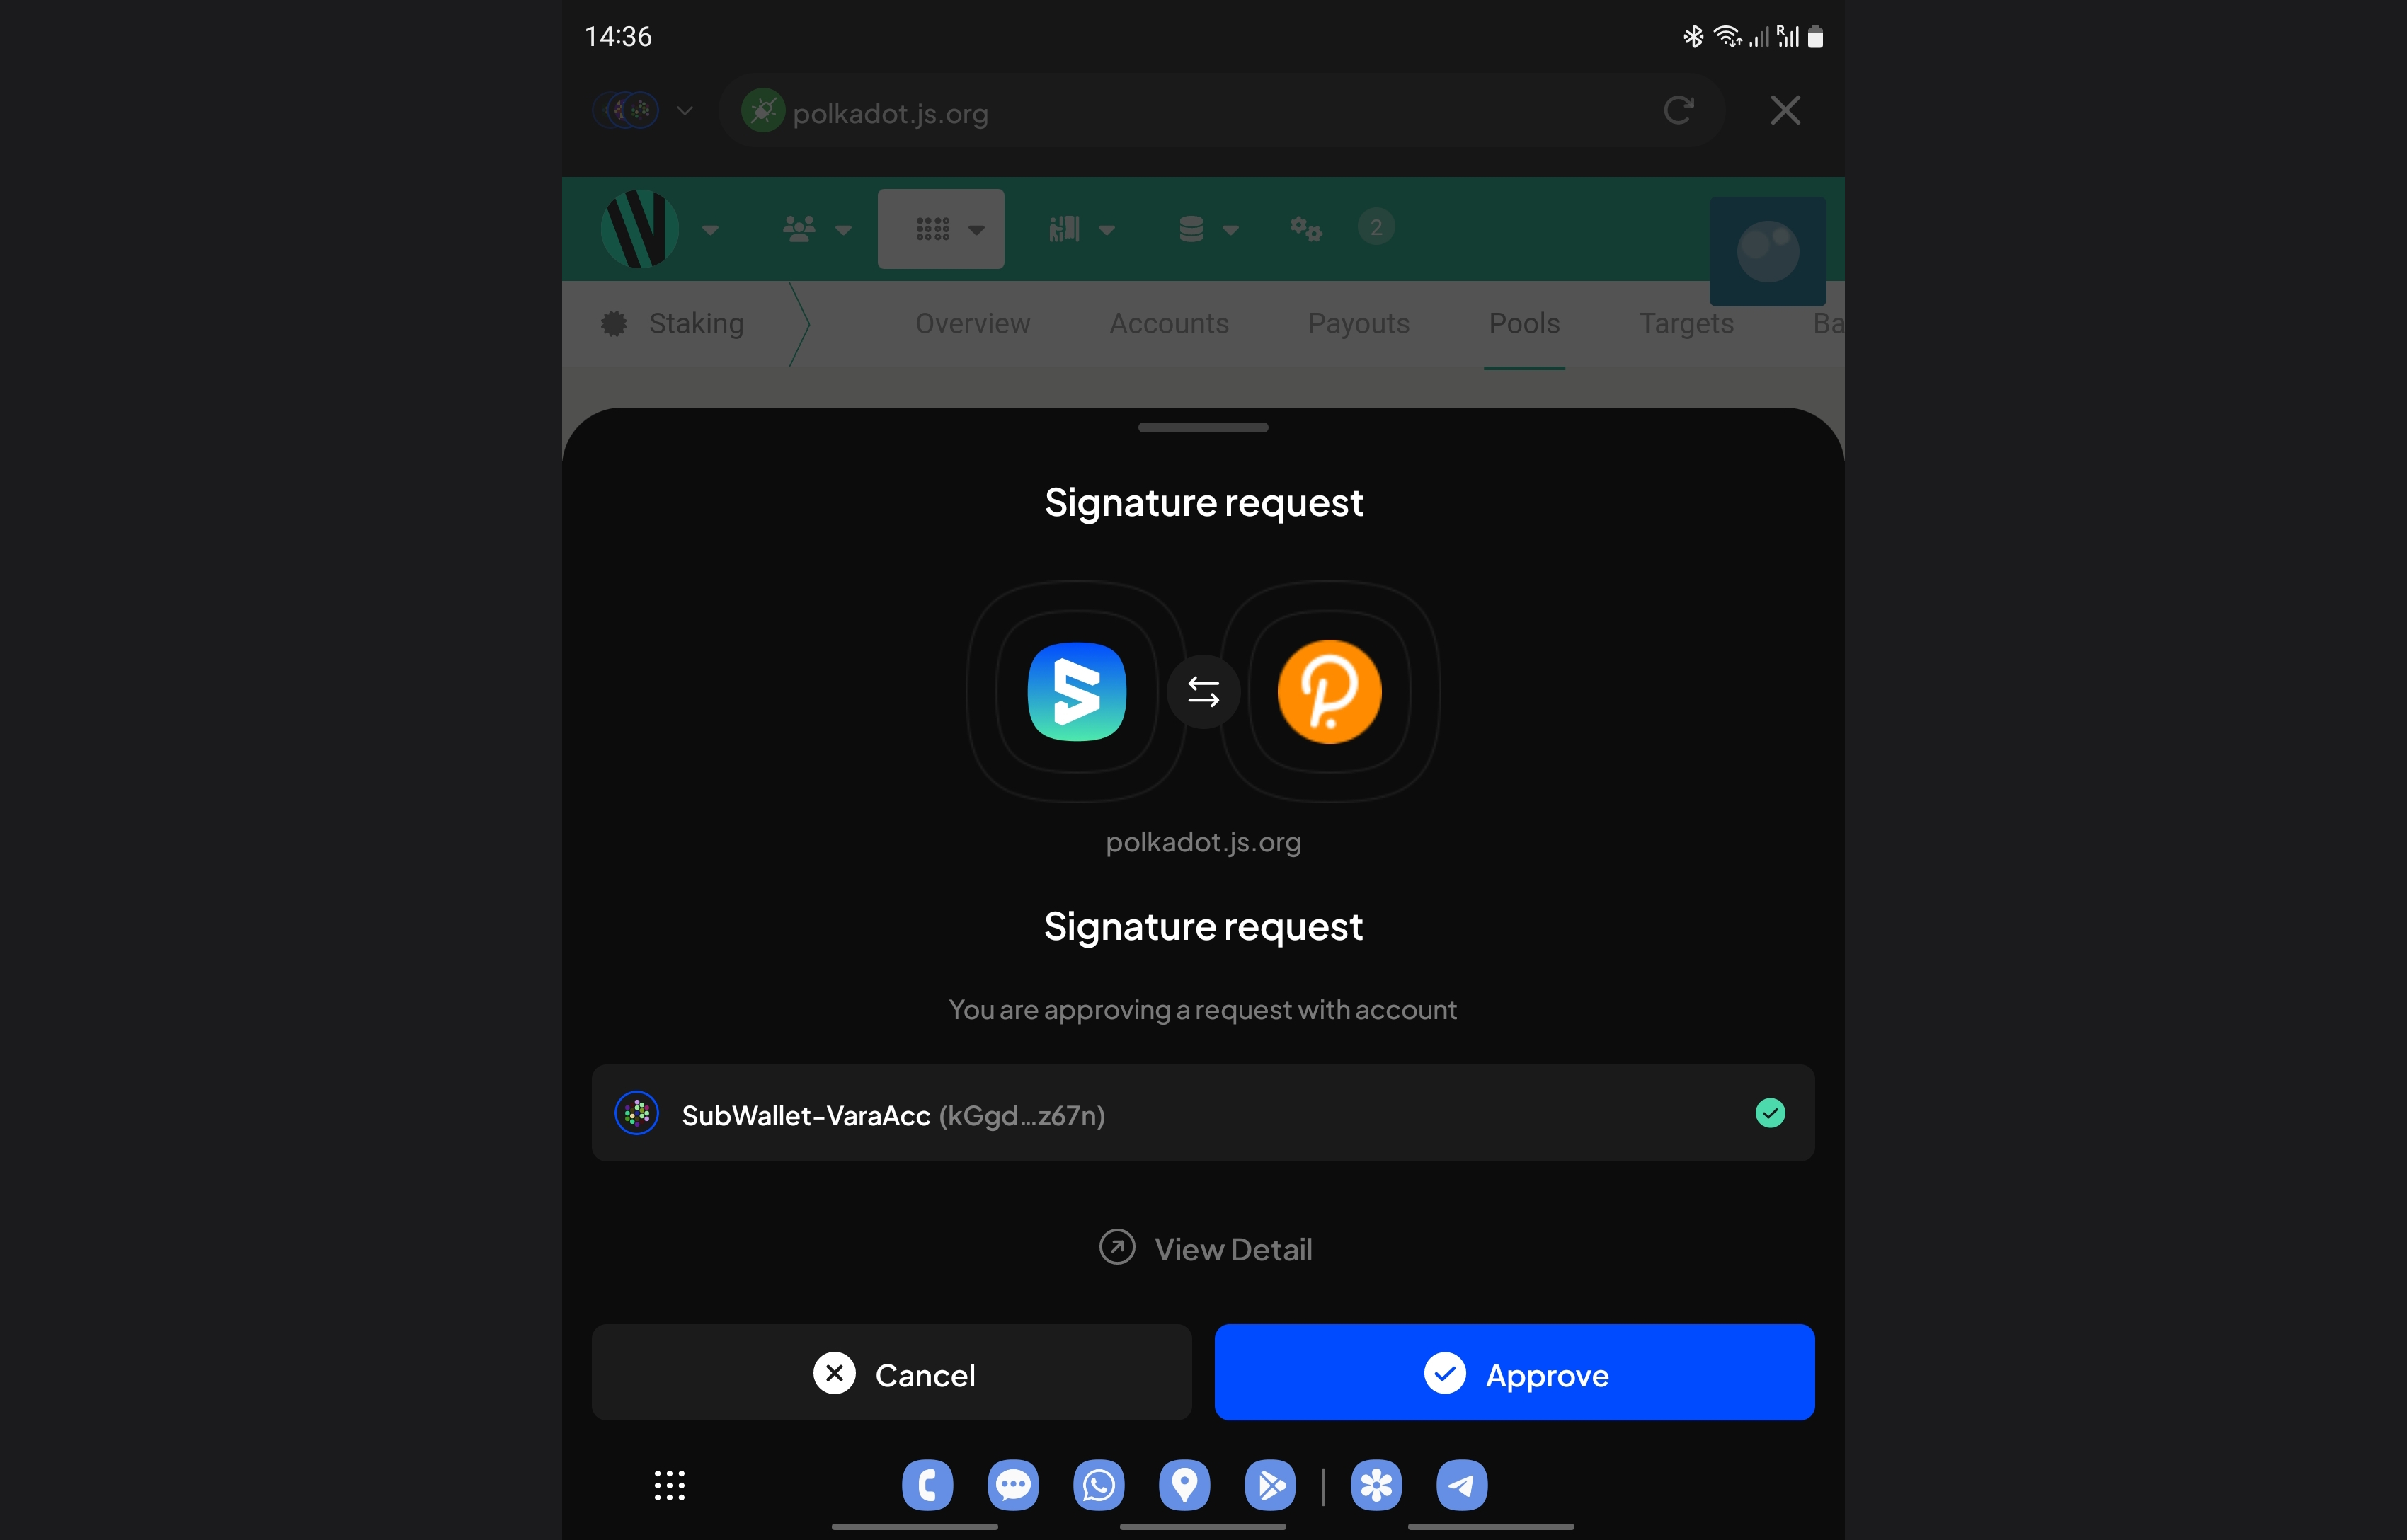 14:36
polkadot.js.org
2
Staking Overview Accounts Payouts Pools Targets Ba
Signature request
polkadot.js.org
Signature request
You are approving a request with account
SubWallet-VaraAcc (kGgd...z67n)
View Detail
Cancel Approve